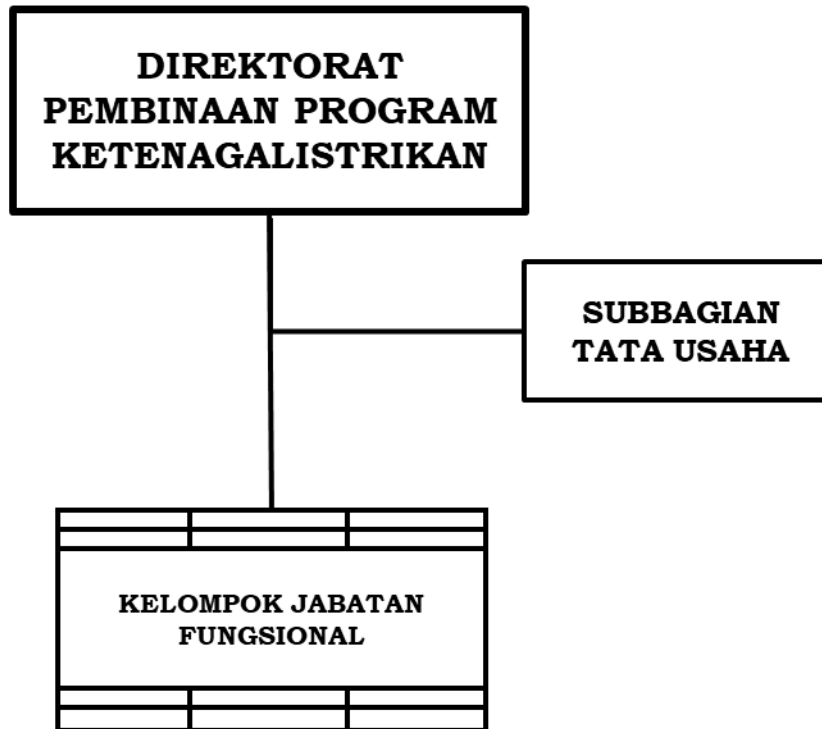 DIREKTORAT
PEMBINAAN PROGRAM
KETENAGALISTRIKAN
SUBBAGIAN
TATA USAHA
KELOMPOK JABATAN
FUNGSIONAL